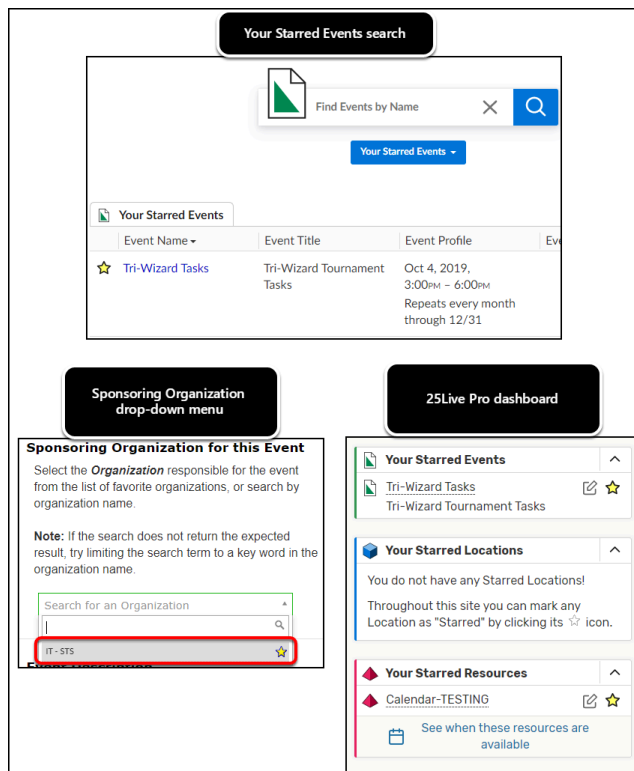 Your Starred Events search
Find Events by Name
Your Starred Events
Your Starred Events
Event Name Event Title Event Profile
Tri-Wizard Tasks Tri-Wizard Tournament Oct 4, 2019,
Tasks 3:00PM – 6:00PM
Repeats every month
through 12/31
Sponsoring Organization
drop-down menu
Sponsoring Organization for this Event
Select the Organization responsible for the event
from the list of favorite organizations, or search by
organization name.
Note: If the search does not return the expected
result, try limiting the search term to a key word in the
organization name.
Search for an Organization
IT - STS
25Live Pro dashboard
Your Starred Events
Tri-Wizard Tasks
Tri-Wizard Tournament Tasks
Your Starred Locations
You do not have any Starred Locations!
Throughout this site you can mark any
Location as "Starred" by clicking its icon.
Your Starred Resources
Calendar-TESTING
See when these resources are
available